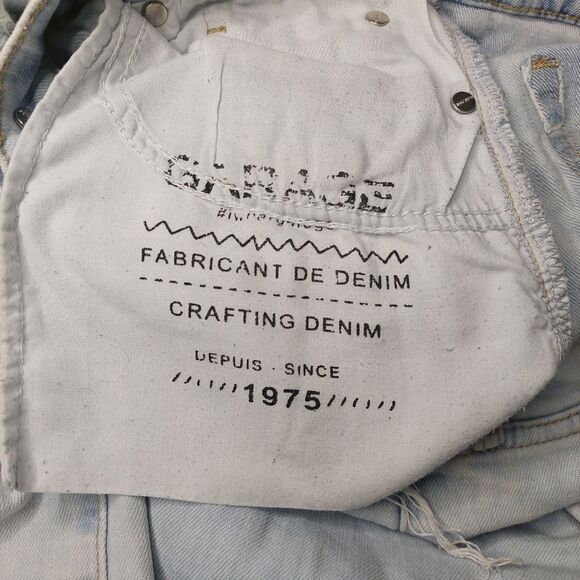 GARAGE
FABRICANT DE DENIM
CRAFTING DENIM
DEPUIS · SINCE
1975